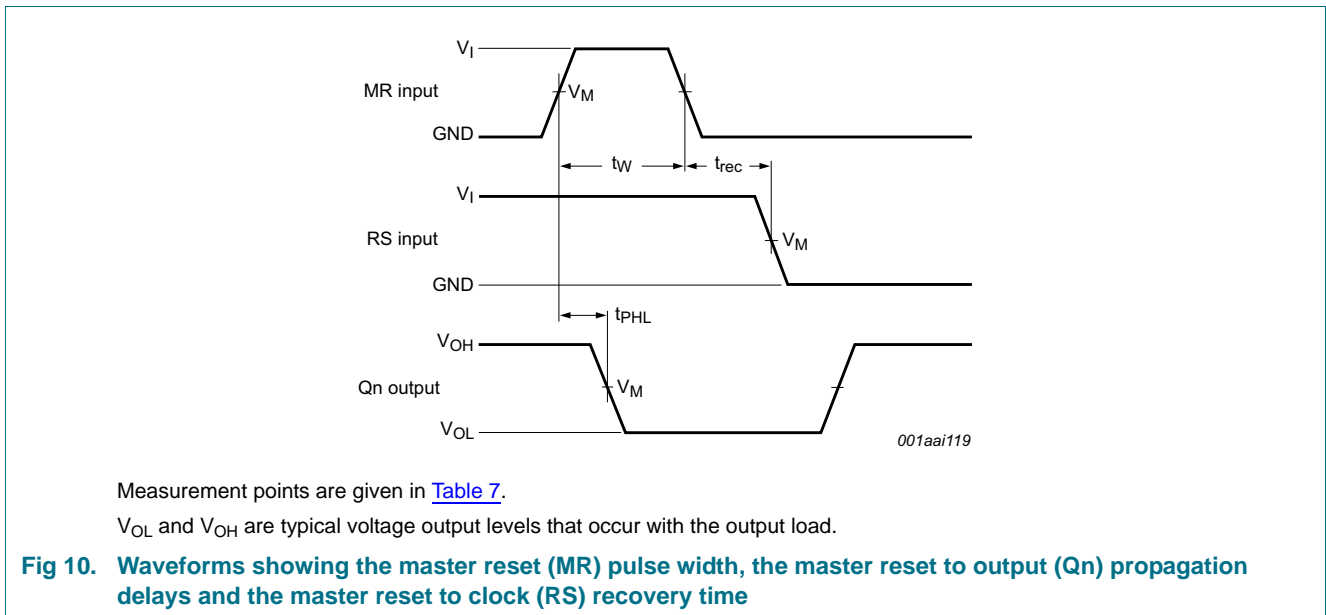 VI
MR input
VM
GND
tW
trec
VI
RS input
VM
GND
tPHL
VOH
Qn output
VM
VOL
001aai119
Measurement points are given in Table 7.
VOL and VOH are typical voltage output levels that occur with the output load.
Fig 10. Waveforms showing the master reset (MR) pulse width, the master reset to output (Qn) propagation
delays and the master reset to clock (RS) recovery time